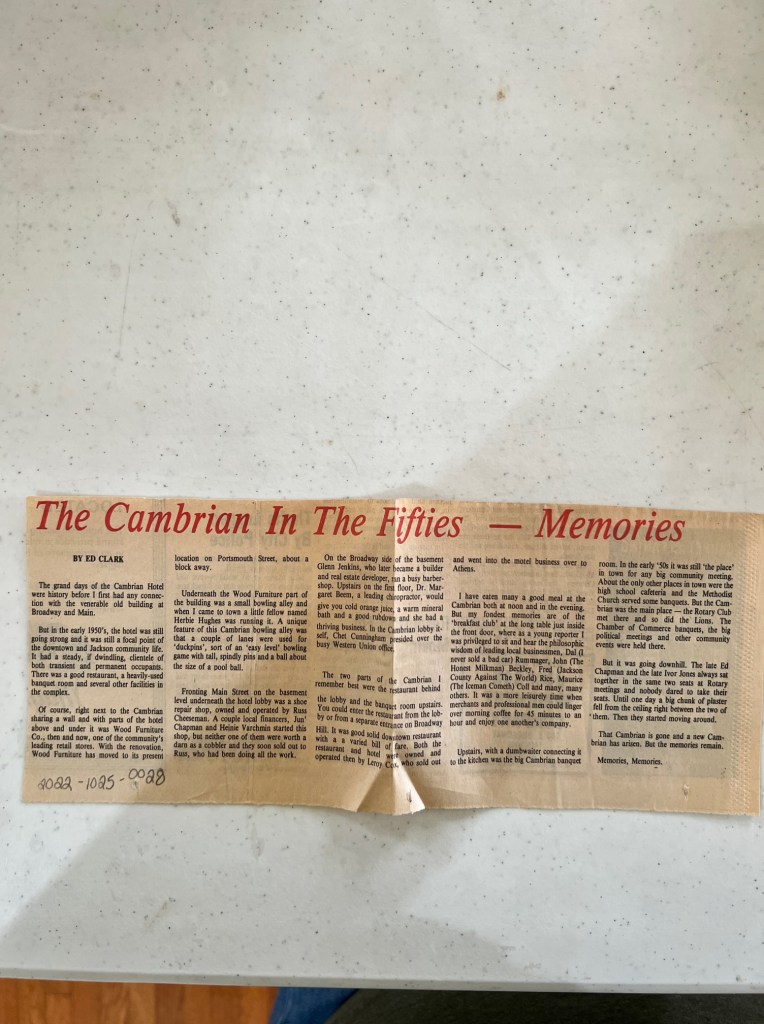 The Cambrian In The Fifties — Memories
BY ED CLARK
The grand days of the Cambrian Hotel
were history before I first had any connec-
tion with the venerable old building at
Broadway and Main.
But in the early 1950's, the hotel was still
going strong and it was still a focal point of
the downtown and Jackson community life.
It had a steady, if dwindling, clientele of
both transient and permanent occupants.
There was a good restaurant, a heavily-used
banquet room and several other facilities in
the complex.
Of course, right next to the Cambrian
sharing a wall and with parts of the hotel
above and under it was Wood Furniture
Co., then and now, one of the community's
leading retail stores. With the renovation,
Wood Furniture has moved to its present
location on Portsmouth Street, about a
block away.
Underneath the Wood Furniture part of
the building was a small bowling alley and
when I came to town a little fellow named
Herbie Hughes was running it. A unique
feature of this Cambrian bowling alley was
that a couple of lanes were used for
'duckpins', sort of an 'easy level' bowling
game with tall, spindly pins and a ball about
the size of a pool ball.
Fronting Main Street on the basement
level underneath the hotel lobby was a shoe
repair shop, owned and operated by Russ
Cheeseman. A couple local financers, Jun'
Chapman and Heinie Varchmin started this
shop, but neither one of them were worth a
darn as a cobbler and they soon sold out to
Russ, who had been doing all the work.
On the Broadway side of the basement
Glenn Jenkins, who later became a builder
and real estate developer, ran a busy barber-
shop. Upstairs on the first floor, Dr. Mar-
garet Beem, a leading chiropractor, would
give you cold orange juice, a warm mineral
bath and a good rubdown and she had a
thriving business. In the Cambrian lobby it-
self, Chet Cunningham presided over the
busy Western Union office.
The two parts of the Cambrian I
remember best were the restaurant behind
the lobby and the banquet room upstairs.
You could enter the restaurant from the lob-
by or from a separate entrance on Broadway
Hill. It was good solid downtown restaurant
with a a varied bill of fare. Both the
restaurant and hotel were owned and
operated then by Leroy Cox, who sold out
and went into the motel business over to
Athens.
I have eaten many a good meal at the
Cambrian both at noon and in the evening.
But my fondest memories are of the
'breakfast club' at the long table just inside
the front door, where as a young reporter I
was privileged to sit and hear the philosophic
wisdom of leading local businessmen, Dal (I
never sold a bad car) Rummager, John (The
Honest Milkman) Beckley, Fred (Jackson
County Against The World) Rice, Maurice
(The Iceman Cometh) Coll and many, many
others. It was a more leisurely time when
merchants and professional men could linger
over morning coffee for 45 minutes to an
hour and enjoy one another's company.
Upstairs, with a dumbwaiter connecting it
to the kitchen was the big Cambrian banquet
room. In the early '50s it was still 'the place'
in town for any big community meeting.
About the only other places in town were the
high school cafeteria and the Methodist
Church served some banquets. But the Cam-
brian was the main place — the Rotary Club
met there and so did the Lions. The
Chamber of Commerce banquets, the big
political meetings and other community
events were held there.
But it was going downhill. The late Ed
Chapman and the late Ivor Jones always sat
together in the same two seats at Rotary
meetings and nobody dared to take their
seats. Until one day a big chunk of plaster
fell from the ceiling right between the two of
them. Then they started moving around.
That Cambrian is gone and a new Cam-
brian has arisen. But the memories remain.
Memories, Memories.
2022-1025-0028